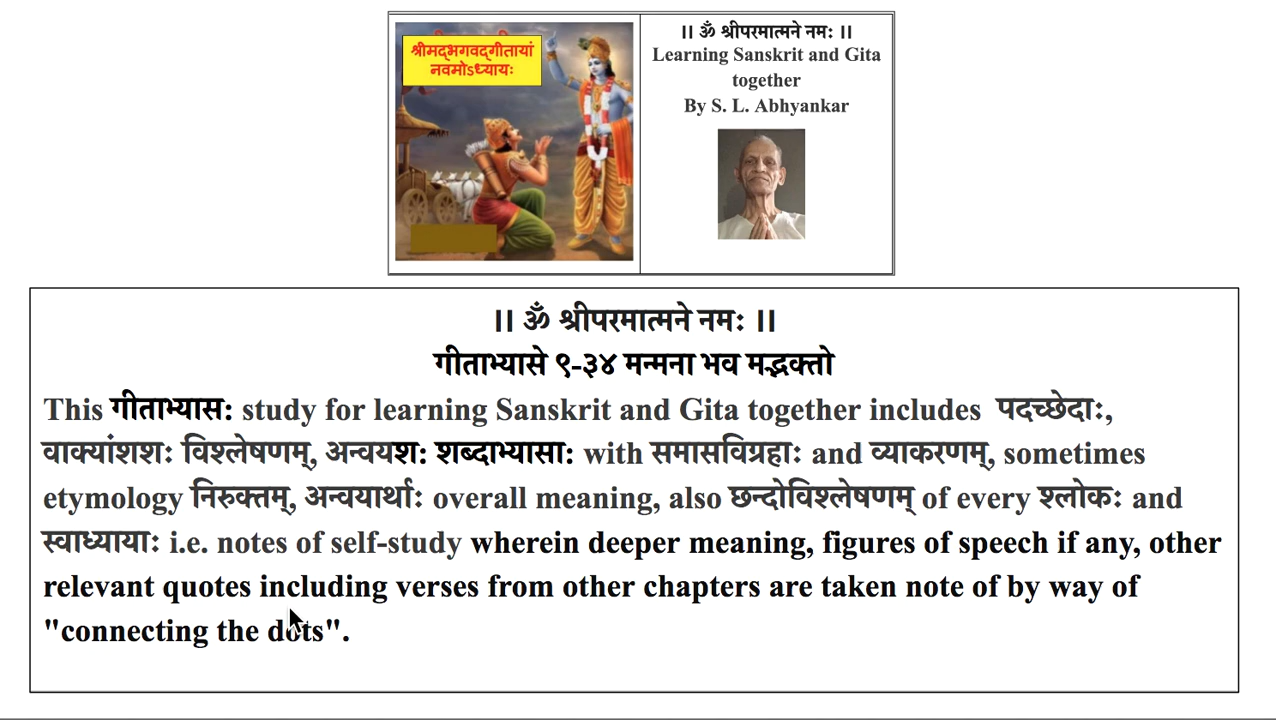 श्रीमद्भगवद्गीतायां
नवमोऽध्यायः
।। ॐ श्रीपरमात्मने नमः ।।
Learning Sanskrit and Gita
together
By S. L. Abhyankar
।। ॐ श्रीपरमात्मने नमः ।।
गीताभ्यासे ९-३४ मन्मना भव मद्भक्तो
This गीताभ्यास: study for learning Sanskrit and Gita together includes पदच्छेदाः,
वाक्यांशशः विश्लेषणम्, अन्वयश: शब्दाभ्यासा: with समासविग्रहाः and व्याकरणम्, sometimes
etymology निरुक्तम्, अन्वयार्थाः overall meaning, also छन्दोविश्लेषणम् of every श्लोकः and
स्वाध्यायाः i.e. notes of self-study wherein deeper meaning, figures of speech if any, other
relevant quotes including verses from other chapters are taken note of by way of
"connecting the dots".